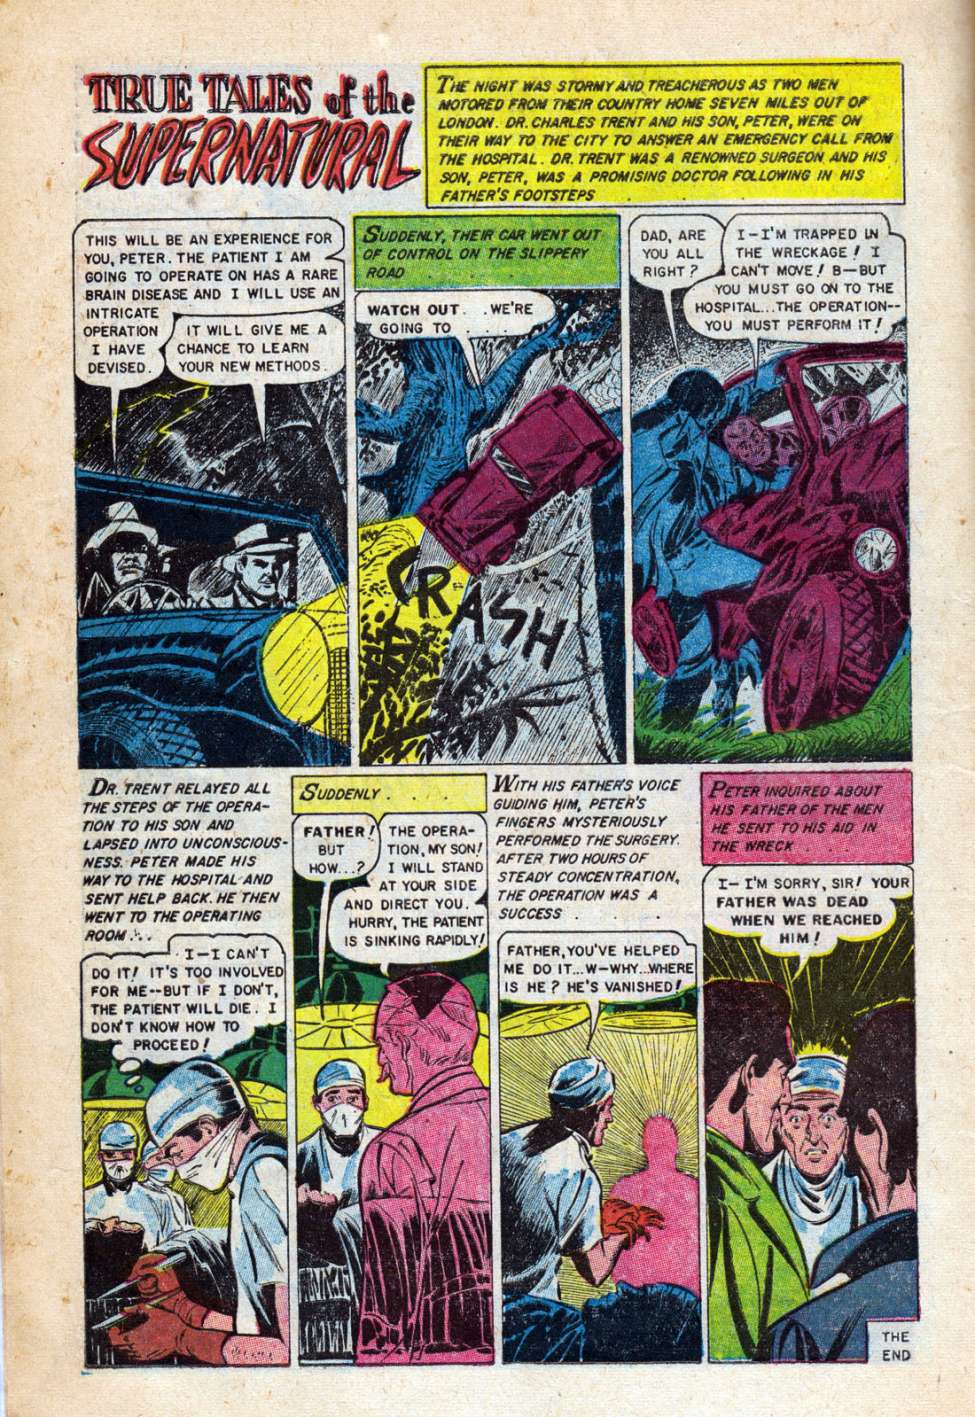 TRUE TALES of the
SUPERNATURAL
THE NIGHT WAS STORMY AND TREACHEROUS AS TWO MEN
MOTORED FROM THEIR COUNTRY HOME SEVEN MILES OUT OF
LONDON. DR. CHARLES TRENT AND HIS SON, PETER, WERE ON
THEIR WAY TO THE CITY TO ANSWER AN EMERGENCY CALL FROM
THE HOSPITAL. DR. TRENT WAS A RENOWNED SURGEON AND HIS
SON, PETER, WAS A PROMISING DOCTOR FOLLOWING IN HIS
FATHER'S FOOTSTEPS .
THIS WILL BE AN EXPERIENCE FOR
YOU, PETER. THE PATIENT I AM
GOING TO OPERATE ON HAS A RARE
BRAIN DISEASE AND I WILL USE AN
INTRICATE
OPERATION
I HAVE
DEVISED.
IT WILL GIVE ME A
CHANCE TO LEARN
YOUR NEW METHODS.
SUDDENLY, THEIR CAR WENT OUT
OF CONTROL ON THE SLIPPERY
ROAD . . . .
WATCH OUT. . WE'RE
GOING TO . . . .
CRASH
DAD, ARE
YOU ALL
RIGHT?
I-I'M TRAPPED IN
THE WRECKAGE! I
CAN'T MOVE! B-BUT
YOU MUST GO ON TO THE
HOSPITAL...THE OPERATION--
YOU MUST PERFORM IT!
DR. TRENT RELAYED ALL
THE STEPS OF THE OPERA-
TION TO HIS SON AND
LAPSED INTO UNCONSCIOUS-
NESS. PETER MADE HIS
WAY TO THE HOSPITAL AND
SENT HELP BACK. HE THEN
WENT TO THE OPERATING
ROOM . . .
I-I CAN'T
DO IT! IT'S TOO INVOLVED
FOR ME--BUT IF I DON'T,
THE PATIENT WILL DIE. I
DON'T KNOW HOW TO
PROCEED!
SUDDENLY . . . .
FATHER!
BUT
HOW...?
THE OPERA-
TION, MY SON!
I WILL STAND
AT YOUR SIDE
AND DIRECT YOU.
HURRY, THE PATIENT
IS SINKING RAPIDLY!
WITH HIS FATHER'S VOICE
GUIDING HIM, PETER'S
FINGERS MYSTERIOUSLY
PERFORMED THE SURGERY.
AFTER TWO HOURS OF
STEADY CONCENTRATION,
THE OPERATION WAS A
SUCCESS . . . .
FATHER, YOU'VE HELPED
ME DO IT...W-WHY...WHERE
IS HE? HE'S VANISHED!
PETER INQUIRED ABOUT
HIS FATHER OF THE MEN
HE SENT TO HIS AID IN
THE WRECK . . . .
I-I'M SORRY, SIR! YOUR
FATHER WAS DEAD
WHEN WE REACHED
HIM!
THE
END